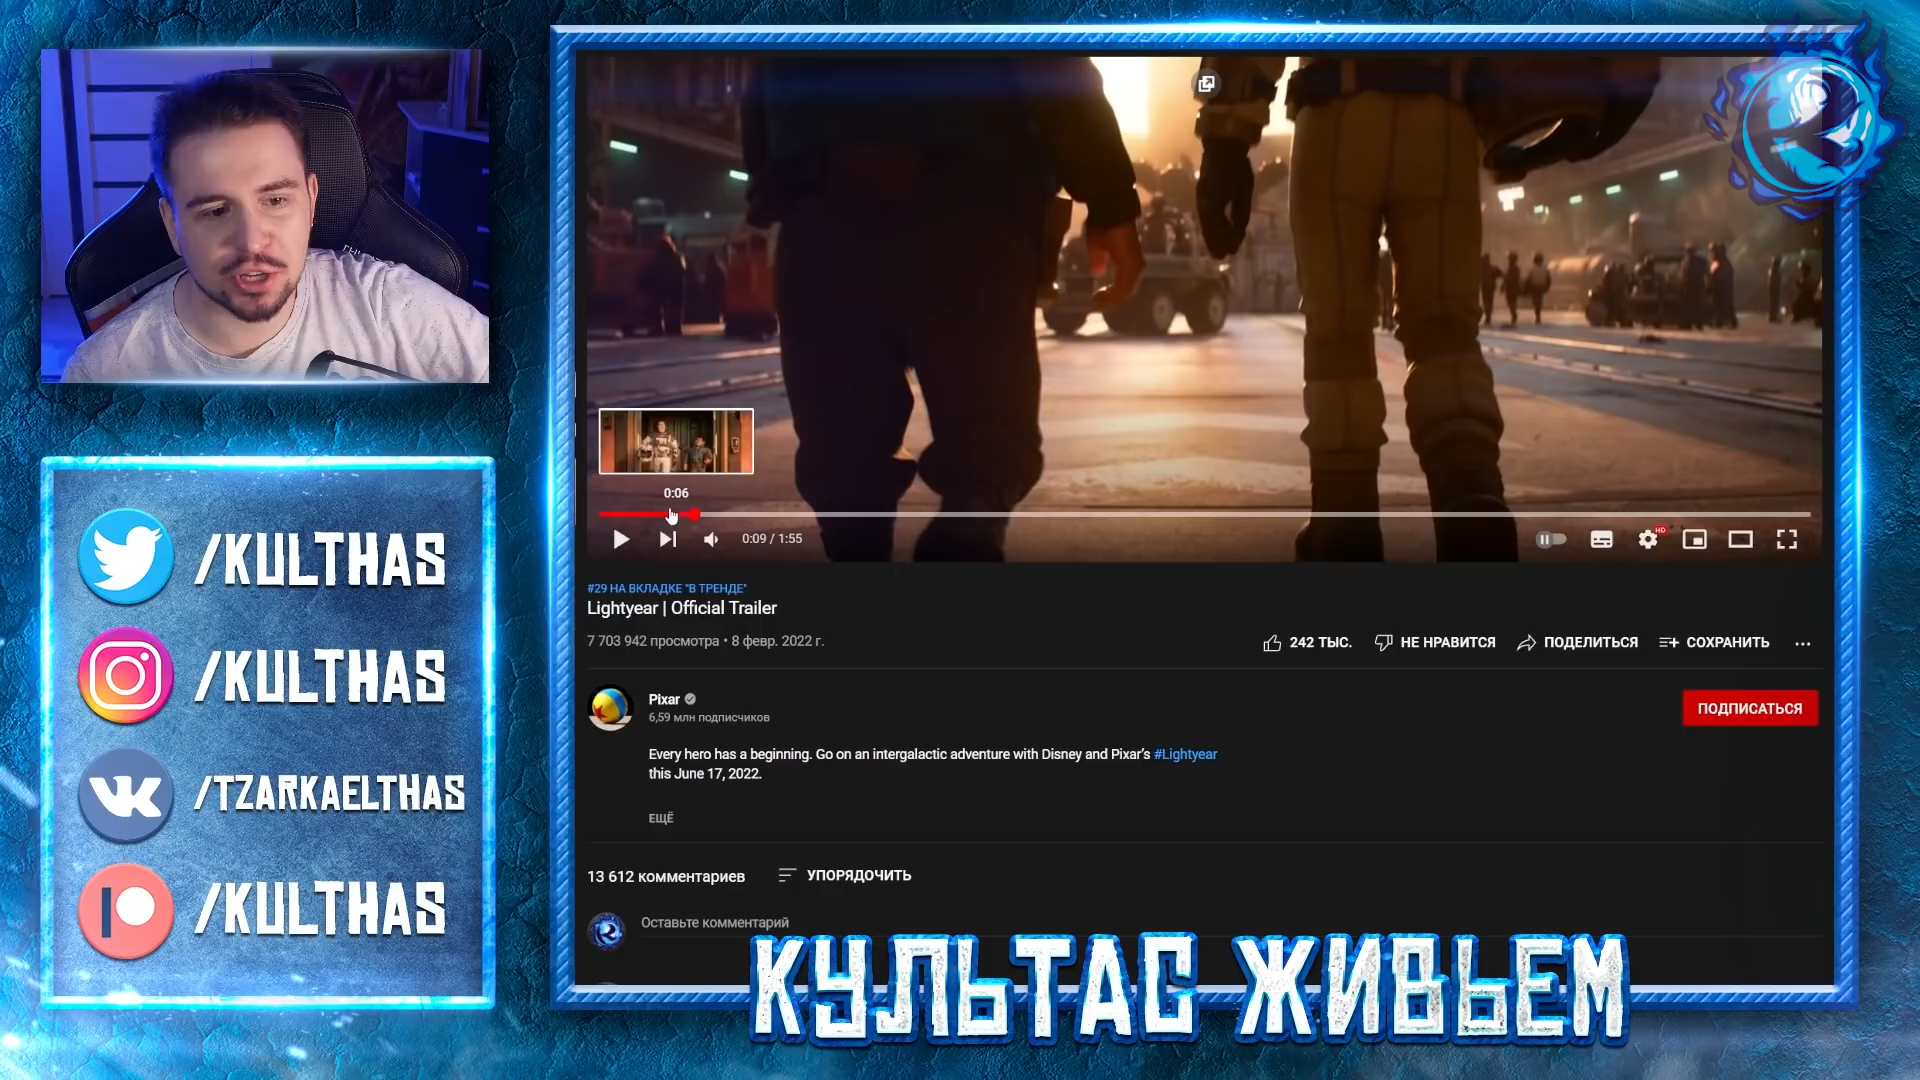 /KULTHAS
/KULTHAS
/TZARKAELTHAS
/KULTHAS
0:06
0:09 / 1:55
HD
#29 НА ВКЛАДКЕ "В ТРЕНДЕ"
Lightyear | Official Trailer
7 703 942 просмотра • 8 февр. 2022 г.
242 ТЫС.
НЕ НРАВИТСЯ
ПОДЕЛИТЬСЯ
СОХРАНИТЬ
Pixar
6,59 млн подписчиков
ПОДПИСАТЬСЯ
Every hero has a beginning. Go on an intergalactic adventure with Disney and Pixar's #Lightyear
this June 17, 2022.
ЕЩЁ
13 612 комментариев
УПОРЯДОЧИТЬ
Оставьте комментарий
КУЛЬТАС ЖИВЬЕМ